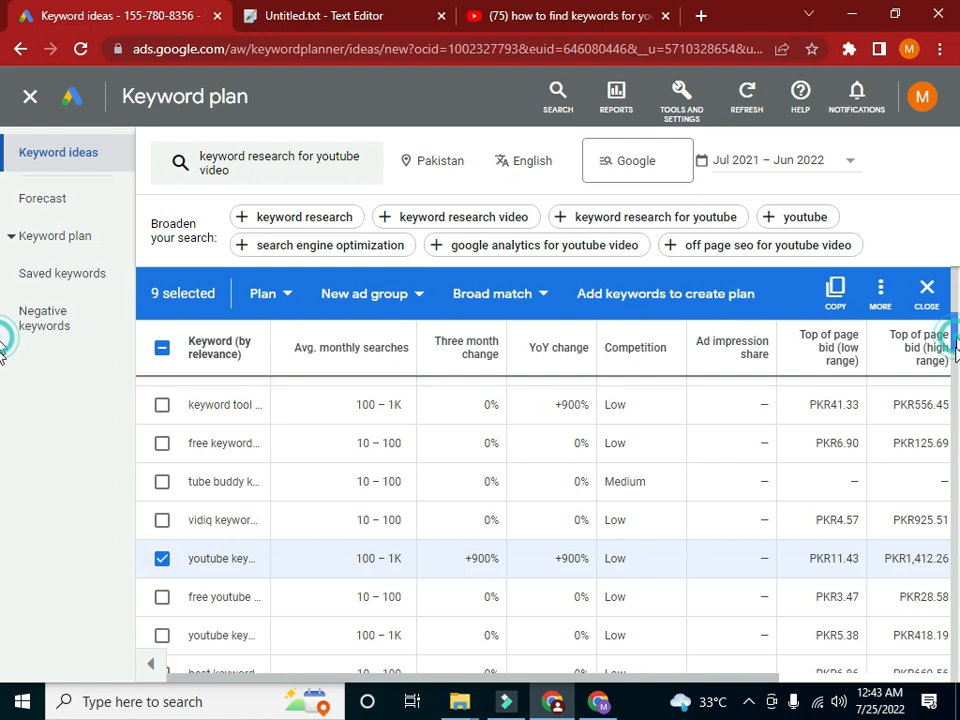 Keyword ideas - 155-780-8356 -
Untitled.txt - Text Editor
(75) how to find keywords for yo
ads.google.com/aw/keywordplanner/ideas/new?ocid=1002327793&euid=646080446&__u=5710328654&u...
M
Keyword plan
SEARCH
REPORTS
TOOLS AND
SETTINGS
REFRESH
HELP
NOTIFICATIONS
M
Keyword ideas
Forecast
Keyword plan
Saved keywords
Negative
keywords
keyword research for youtube
video
Pakistan
English
Google
Jul 2021 – Jun 2022
Broaden
your search:
keyword research
keyword research video
keyword research for youtube
youtube
search engine optimization
google analytics for youtube video
off page seo for youtube video
9 selected
Plan
New ad group
Broad match
Add keywords to create plan
COPY
MORE
CLOSE
Keyword (by
relevance)
Avg. monthly searches
Three month
change
YoY change
Competition
Ad impression
share
Top of page
bid (low
range)
Top of page
bid (high
range)
keyword tool ... 100 – 1K 0% +900% Low – PKR41.33 PKR556.45
free keyword... 10 – 100 0% 0% Low – PKR6.90 PKR125.69
tube buddy k... 10 – 100 0% 0% Medium – – –
vidiq keywor... 10 – 100 0% 0% Low – PKR4.57 PKR925.51
youtube key... 100 – 1K +900% +900% Low – PKR11.43 PKR1,412.26
free youtube ... 10 – 100 0% 0% Low – PKR3.47 PKR28.58
youtube key... 100 – 1K 0% 0% Low – PKR5.38 PKR418.19
Type here to search
33°C
12:43 AM
7/25/2022